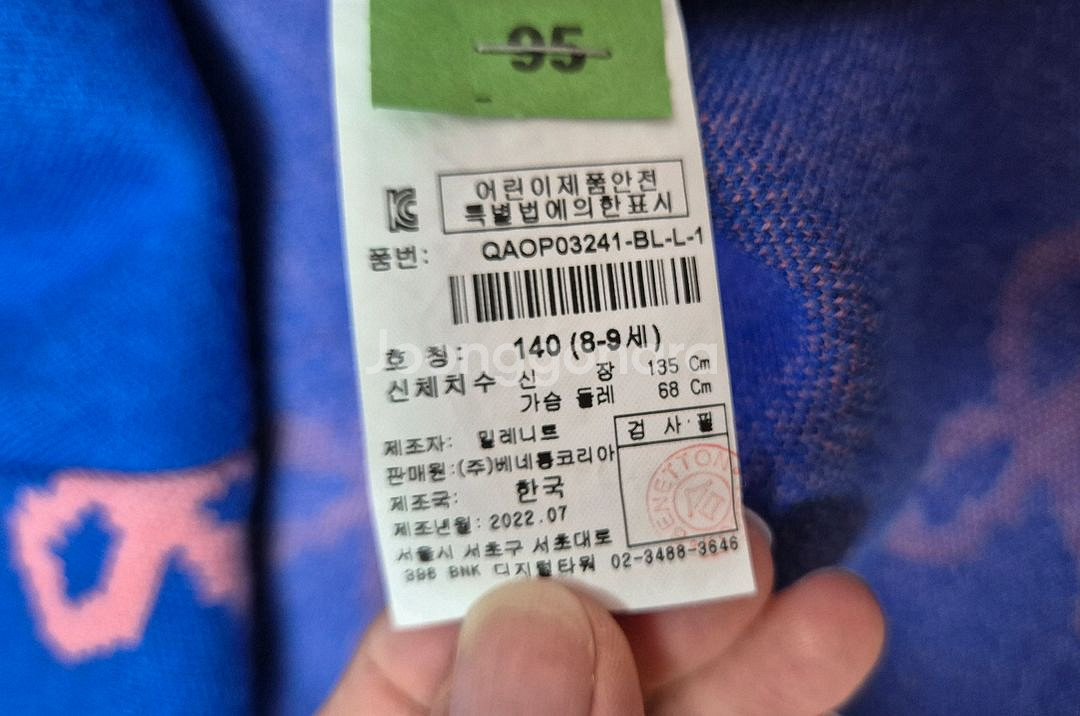 95
KC
어린이제품안전
특별법에의한표시
품번: QAOP03241-BL-L-1
호 칭: 140 (8-9세)
신체치수 신 장 135 Cm
가슴 둘레 68 Cm
검 사 필
제조자: 밀레니트
판매원:(주)베네통코리아
제조국: 한국
제조년월: 2022.07
서울시 서초구 서초대로
398 BNK 디지털타워 02-3488-3646
BENETTON
Joonggonara